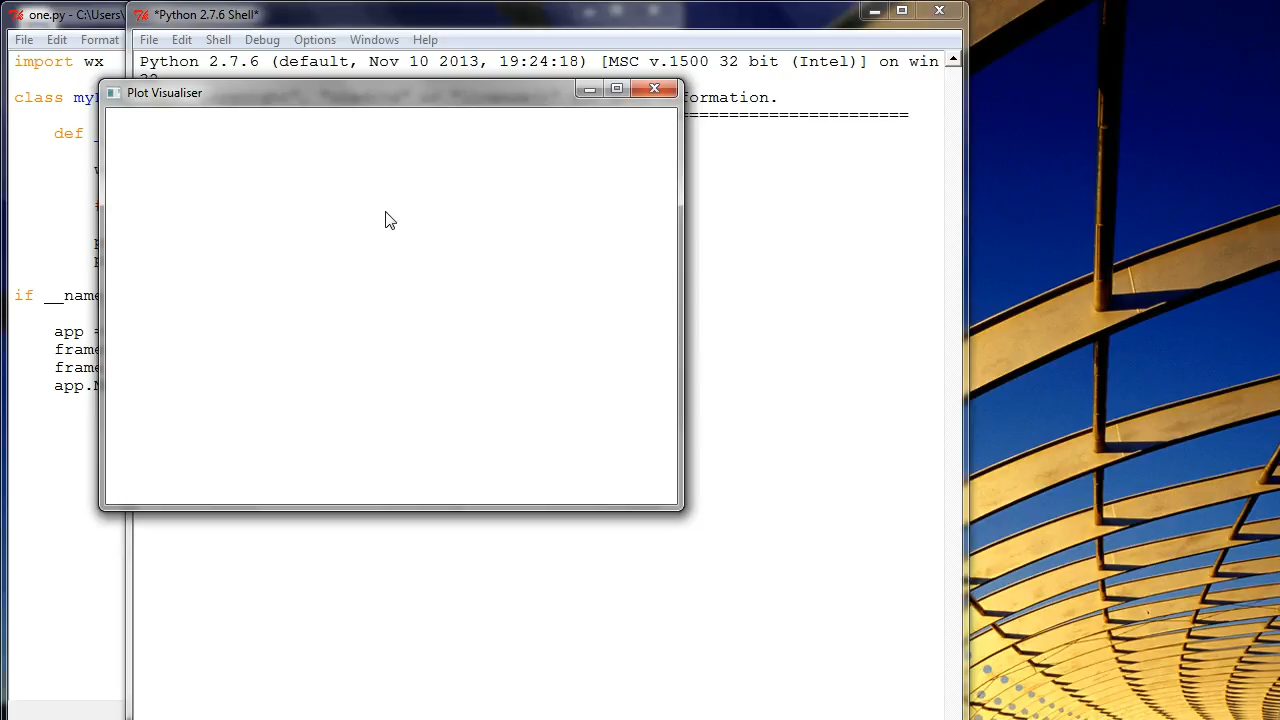 one.py - C:\Users\
*Python 2.7.6 Shell*
File Edit Format
File Edit Shell Debug Options Windows Help
import wx
Python 2.7.6 (default, Nov 10 2013, 19:24:18) [MSC v.1500 32 bit (Intel)] on win
Plot Visualiser
class
formation.
=======================
def
if __name
app
frame
frame
app.